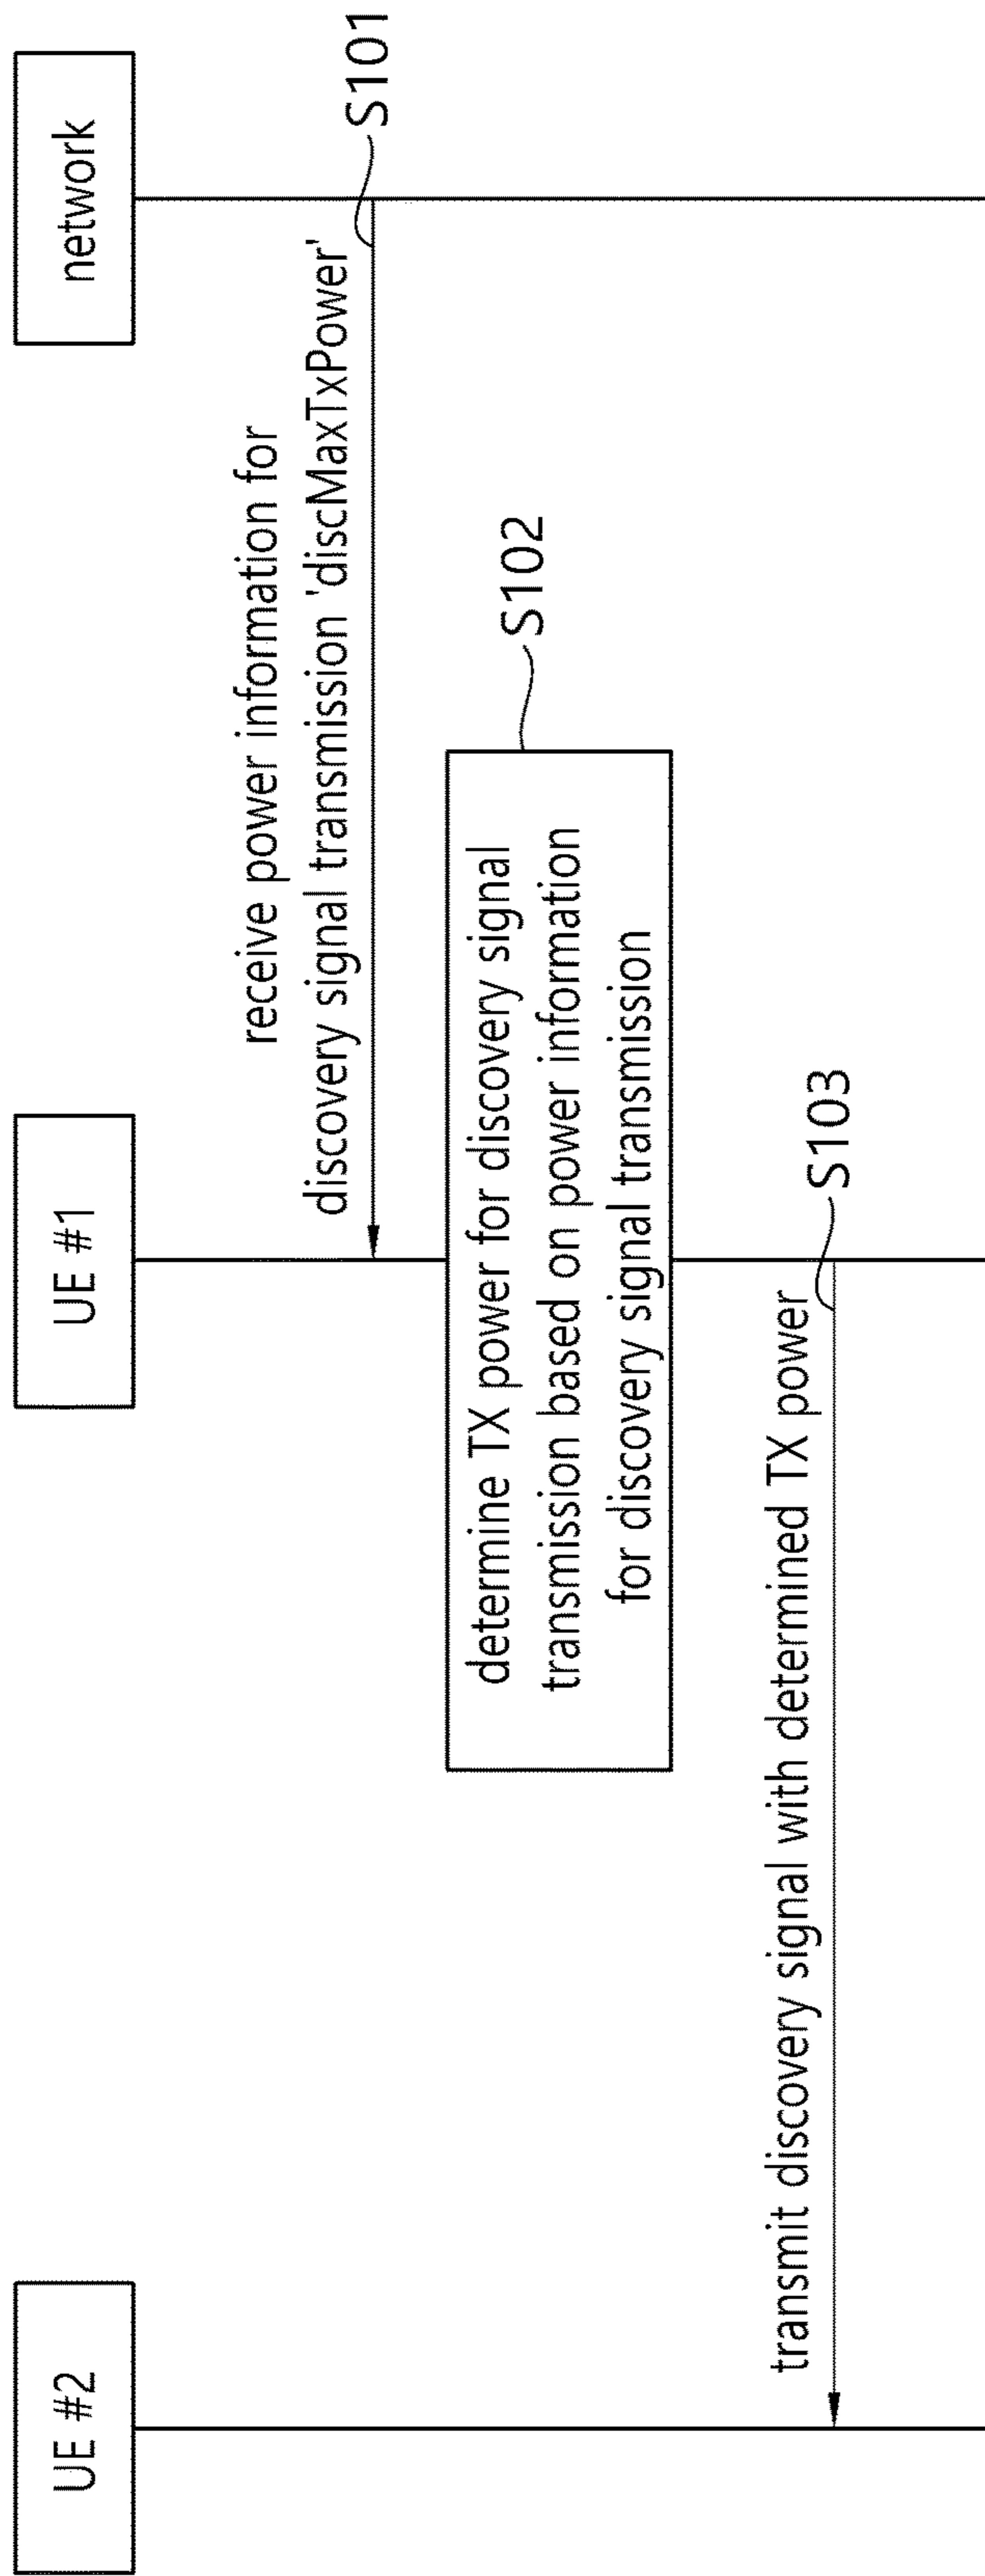 UE #2
UE #1
network
receive power information for
discovery signal transmission 'discMaxTxPower'
S101
S102
determine TX power for discovery signal
transmission based on power information
for discovery signal transmission
S103
transmit discovery signal with determined TX power